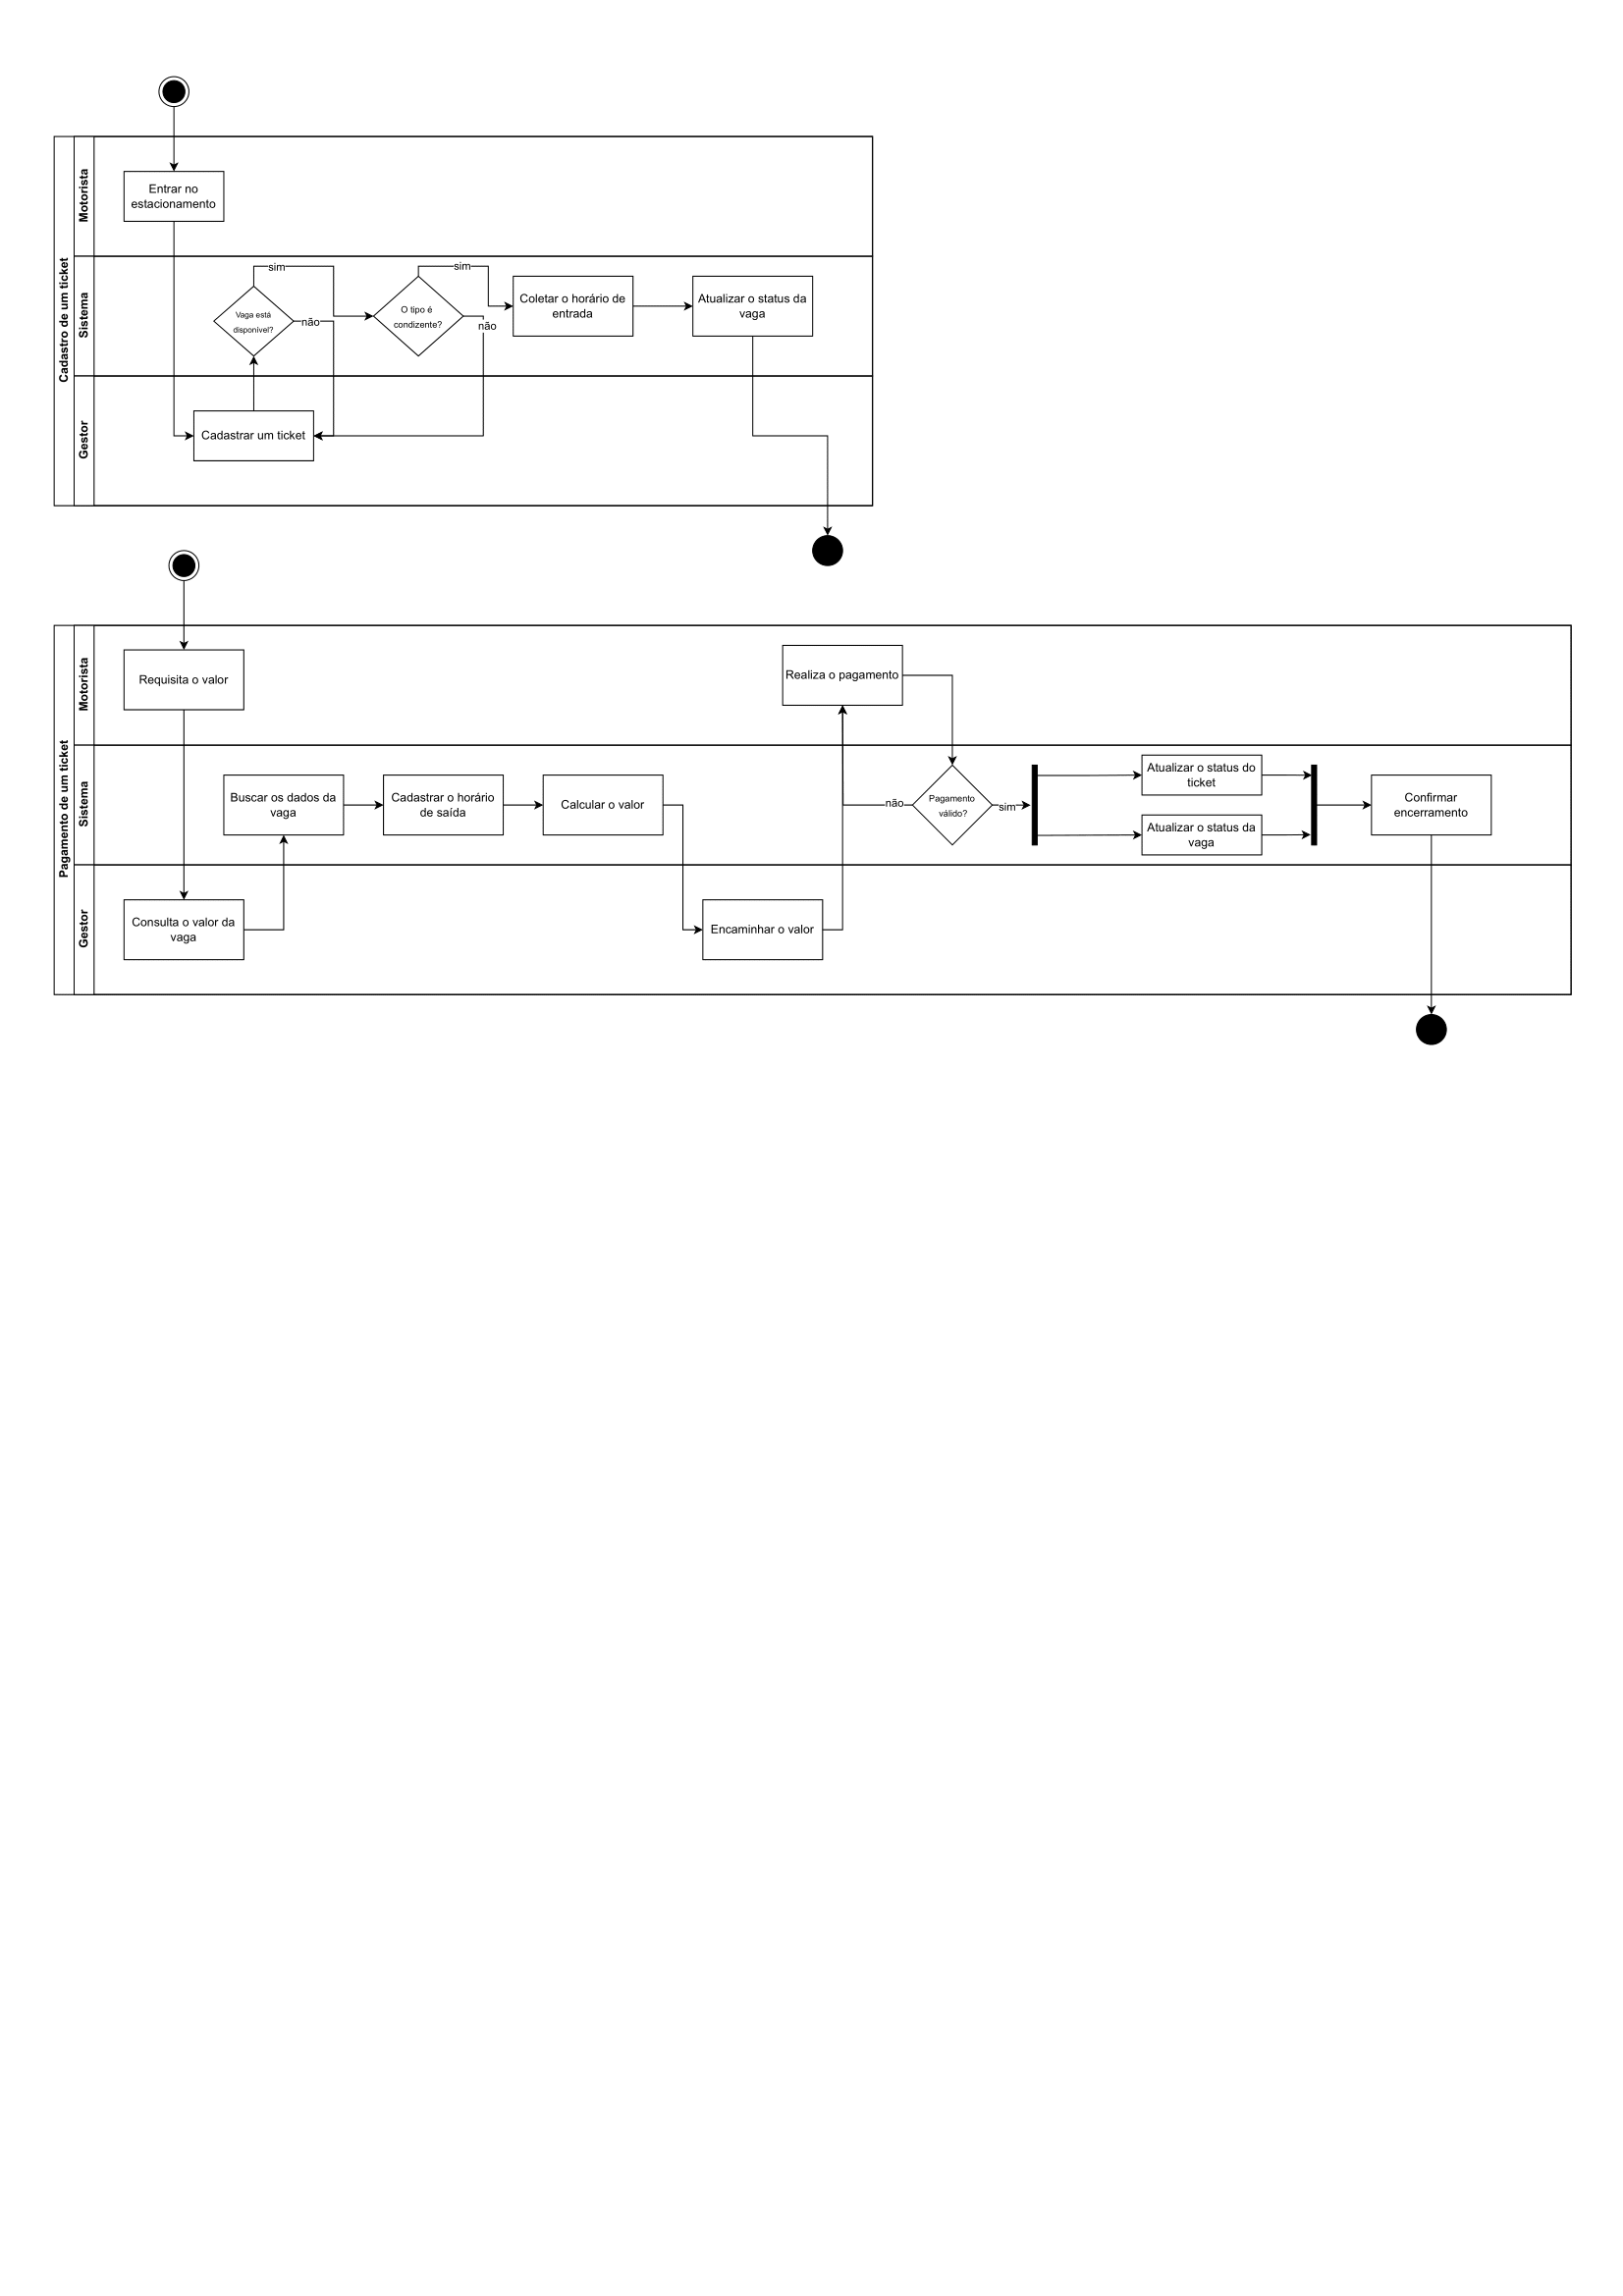 Cadastro de um ticket
Motorista
Entrar no
estacionamento
Sistema
sim
sim
Vaga está
disponível?
não
O tipo é
condizente?
não
Coletar o horário de
entrada
Atualizar o status da
vaga
Gestor
Cadastrar um ticket
Pagamento de um ticket
Motorista
Requisita o valor
Realiza o pagamento
Sistema
Buscar os dados da
vaga
Cadastrar o horário
de saída
Calcular o valor
não
Pagamento
válido?
sim
Atualizar o status do
ticket
Atualizar o status da
vaga
Confirmar
encerramento
Gestor
Consulta o valor da
vaga
Encaminhar o valor